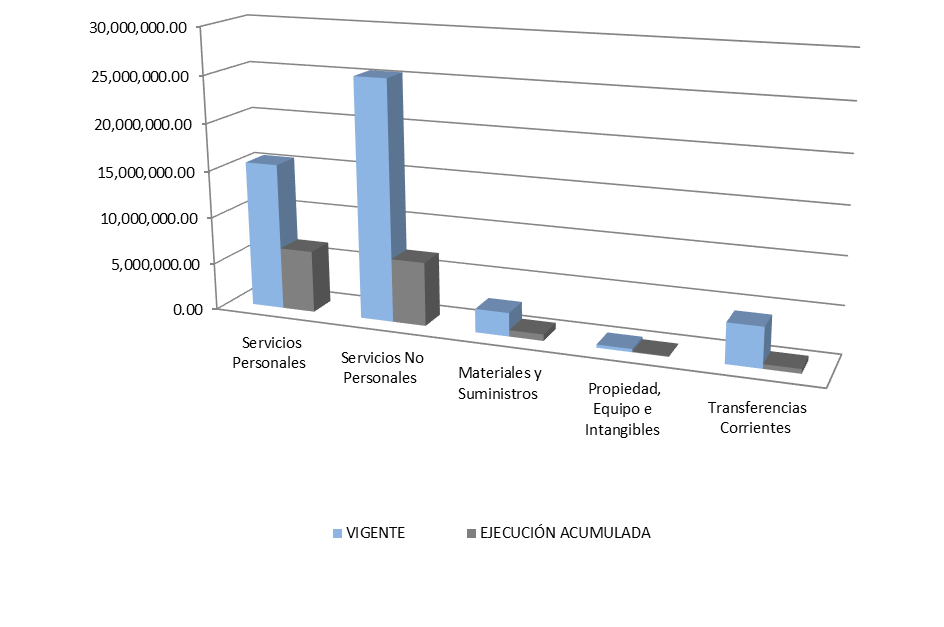 30,000,000.00
25,000,000.00
20,000,000.00
15,000,000.00
10,000,000.00
5,000,000.00
0.00
Servicios
Personales
Servicios No
Personales
Materiales y
Suministros
Propiedad,
Equipo e
Intangibles
Transferencias
Corrientes
VIGENTE
EJECUCIÓN ACUMULADA